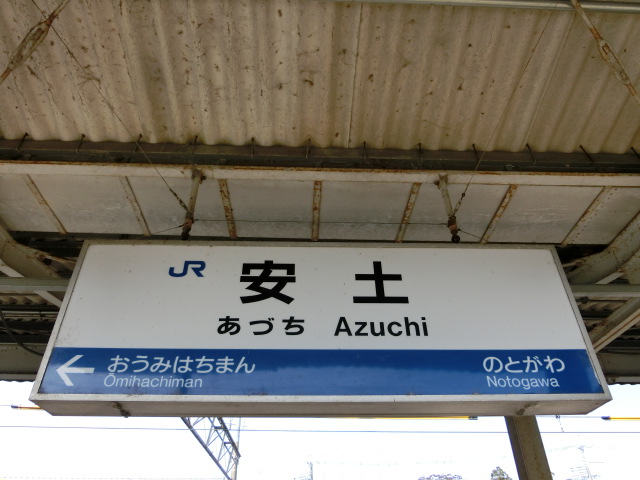 JR 安土
あづち Azuchi
← おうみはちまん のとがわ
Ōmihachiman Notogawa